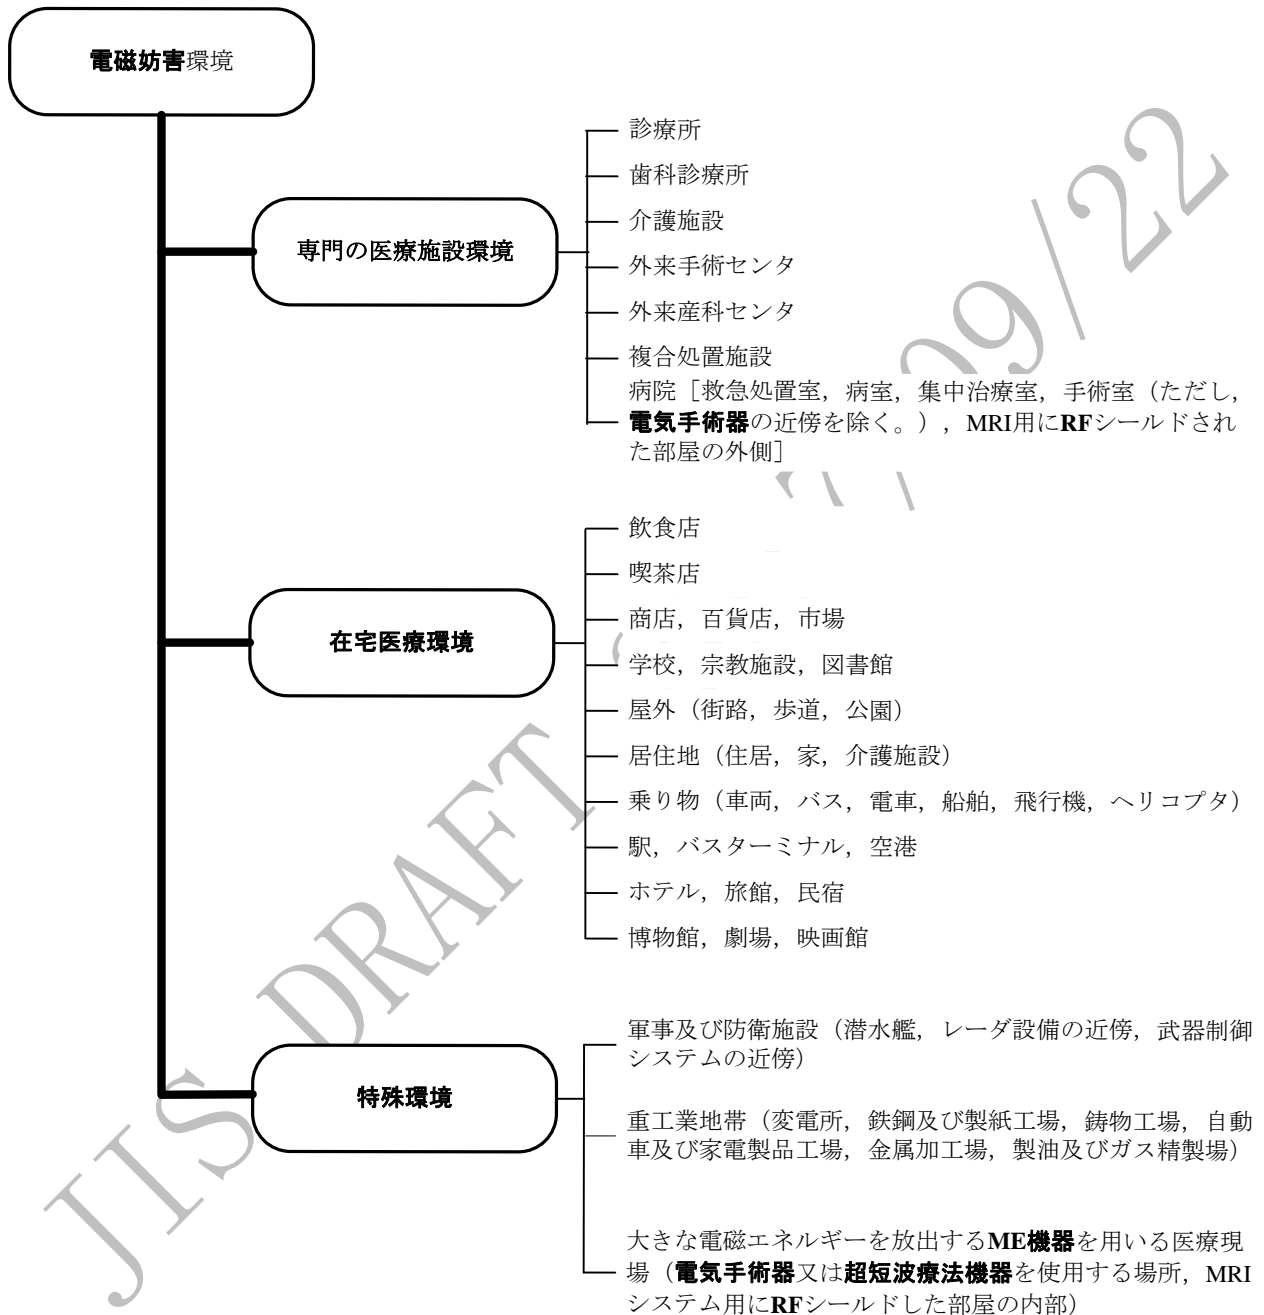 電磁妨害環境
専門の医療施設環境
診療所
歯科診療所
介護施設
外来手術センタ
外来産科センタ
複合処置施設
病院［救急処置室，病室，集中治療室，手術室（ただし，
電気手術器の近傍を除く。），MRI用にRFシールドされ
た部屋の外側］
在宅医療環境
飲食店
喫茶店
商店，百貨店，市場
学校，宗教施設，図書館
屋外（街路，歩道，公園）
居住地（住居，家，介護施設）
乗り物（車両，バス，電車，船舶，飛行機，ヘリコプタ）
駅，バスターミナル，空港
ホテル，旅館，民宿
博物館，劇場，映画館
特殊環境
軍事及び防衛施設（潜水艦，レーダ設備の近傍，武器制御
システムの近傍）
重工業地帯（変電所，鉄鋼及び製紙工場，鋳物工場，自動
車及び家電製品工場，金属加工場，製油及びガス精製場）
大きな電磁エネルギーを放出するME機器を用いる医療現
場（電気手術器又は超短波療法機器を使用する場所，MRI
システム用にRFシールドした部屋の内部）
JIS DRAFT
09/22